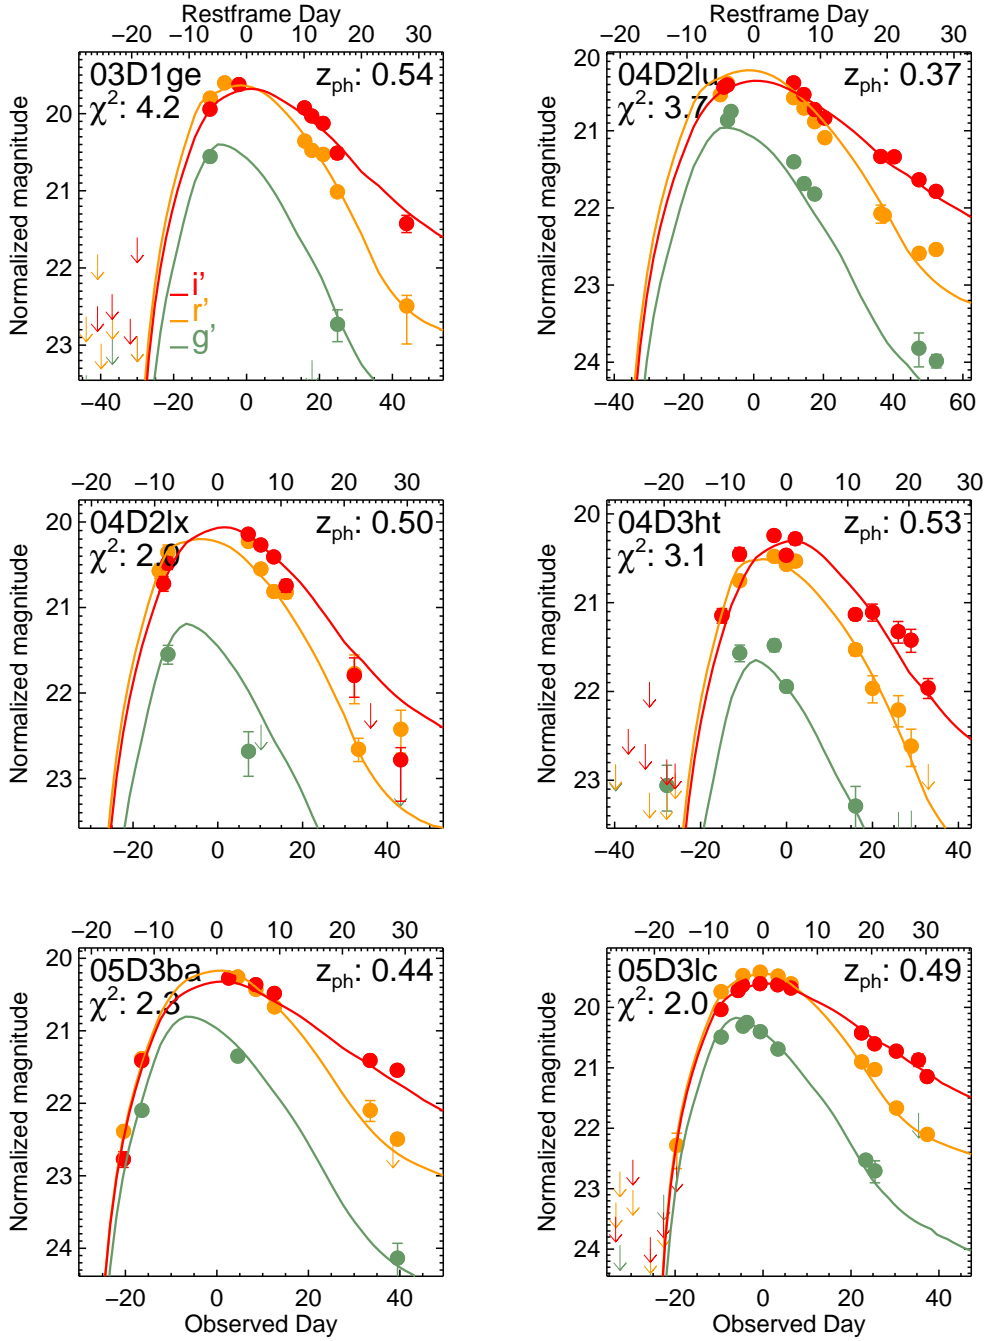 Restframe Day
−20 −10 0 10 20
03D1ge
z_ph: 0.54
χ²: 4.2
Normalized magnitude
20
21
22
23
i’
r’
g’
−40 −20 0 20 40
Restframe Day
−20 −10 0 10 20 30
04D2lu
z_ph: 0.37
χ²: 3.7
Normalized magnitude
20
21
22
23
24
−40 −20 0 20 40 60
−20 −10 0 10 20 30
04D2lx
z_ph: 0.50
χ²: 2.0
Normalized magnitude
20
21
22
23
−20 0 20 40
−20 −10 0 10 20 30
04D3ht
z_ph: 0.53
χ²: 3.1
Normalized magnitude
20
21
22
23
−40 −20 0 20 40
−20 −10 0 10 20 30
05D3ba
z_ph: 0.44
χ²: 2.3
Normalized magnitude
20
21
22
23
24
−20 0 20 40
Observed Day
−20 −10 0 10 20 30
05D3lc
z_ph: 0.49
χ²: 2.0
Normalized magnitude
20
21
22
23
24
−20 0 20 40
Observed Day